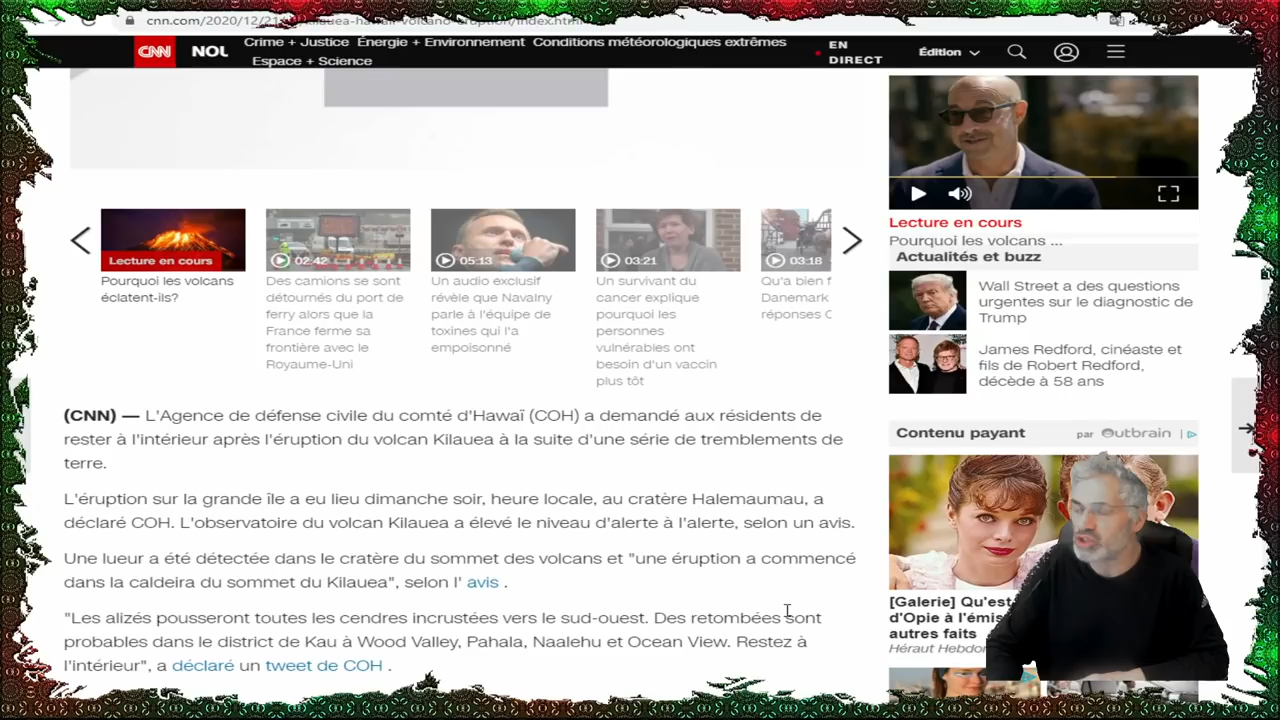 cnn.com/2020/12/21
CNN NOU
Crime + Justice Énergie + Environnement Conditions météorologiques extrêmes
Espace + Science
EN
DIRECT
Édition
Lecture en cours
Pourquoi les volcans
éclatent-ils?
02:42
Des camions se sont
détournés du port de
ferry alors que la
France ferme sa
frontière avec le
Royaume-Uni
05:13
Un audio exclusif
révèle que Navalny
parle à l'équipe de
toxines qui l'a
empoisonné
03:21
Un survivant du
cancer explique
pourquoi les
personnes
vulnérables ont
besoin d'un vaccin
plus tôt
03:18
Qu'a bien f
Danemark
réponses C
(CNN) — L'Agence de défense civile du comté d'Hawaï (COH) a demandé aux résidents de
rester à l'intérieur après l'éruption du volcan Kilauea à la suite d'une série de tremblements de
terre.
L'éruption sur la grande île a eu lieu dimanche soir, heure locale, au cratère Halemaumau, a
déclaré COH. L'observatoire du volcan Kilauea a élevé le niveau d'alerte à l'alerte, selon un avis.
Une lueur a été détectée dans le cratère du sommet des volcans et "une éruption a commencé
dans la caldeira du sommet du Kilauea", selon l' avis .
"Les alizés pousseront toutes les cendres incrustées vers le sud-ouest. Des retombées sont
probables dans le district de Kau à Wood Valley, Pahala, Naalehu et Ocean View. Restez à
l'intérieur", a déclaré un tweet de COH .
Lecture en cours
Pourquoi les volcans ...
Actualités et buzz
Wall Street a des questions
urgentes sur le diagnostic de
Trump
James Redford, cinéaste et
fils de Robert Redford,
décède à 58 ans
Contenu payant
par Outbrain
[Galerie] Qu'est
d'Opie à l'émis
autres faits
Héraut Hebdo